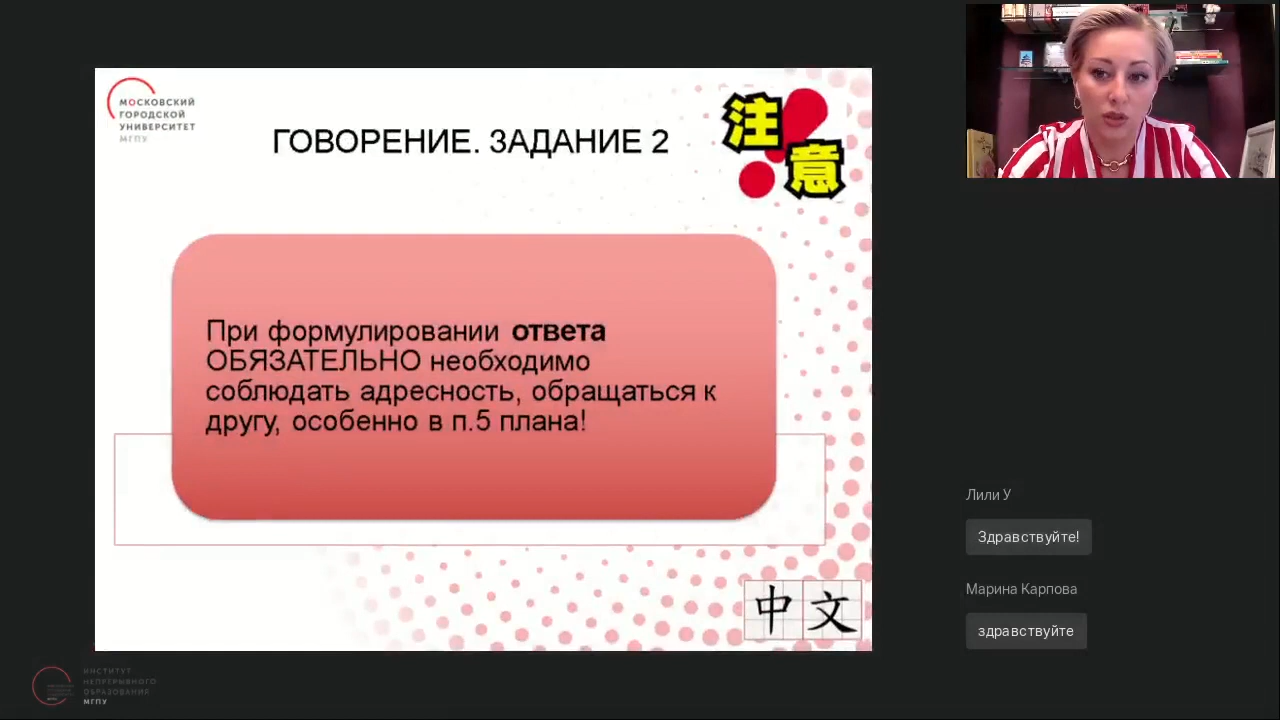 МОСКОВСКИЙ
ГОРОДСКОЙ
УНИВЕРСИТЕТ
МГПУ
ГОВОРЕНИЕ. ЗАДАНИЕ 2
注意
При формулировании ответа
ОБЯЗАТЕЛЬНО необходимо
соблюдать адресность, обращаться к
другу, особенно в п.5 плана!
中文
Лили У
Здравствуйте!
Марина Карпова
здравствуйте
ИНСТИТУТ
НЕПРЕРЫВНОГО
ОБРАЗОВАНИЯ
МГПУ